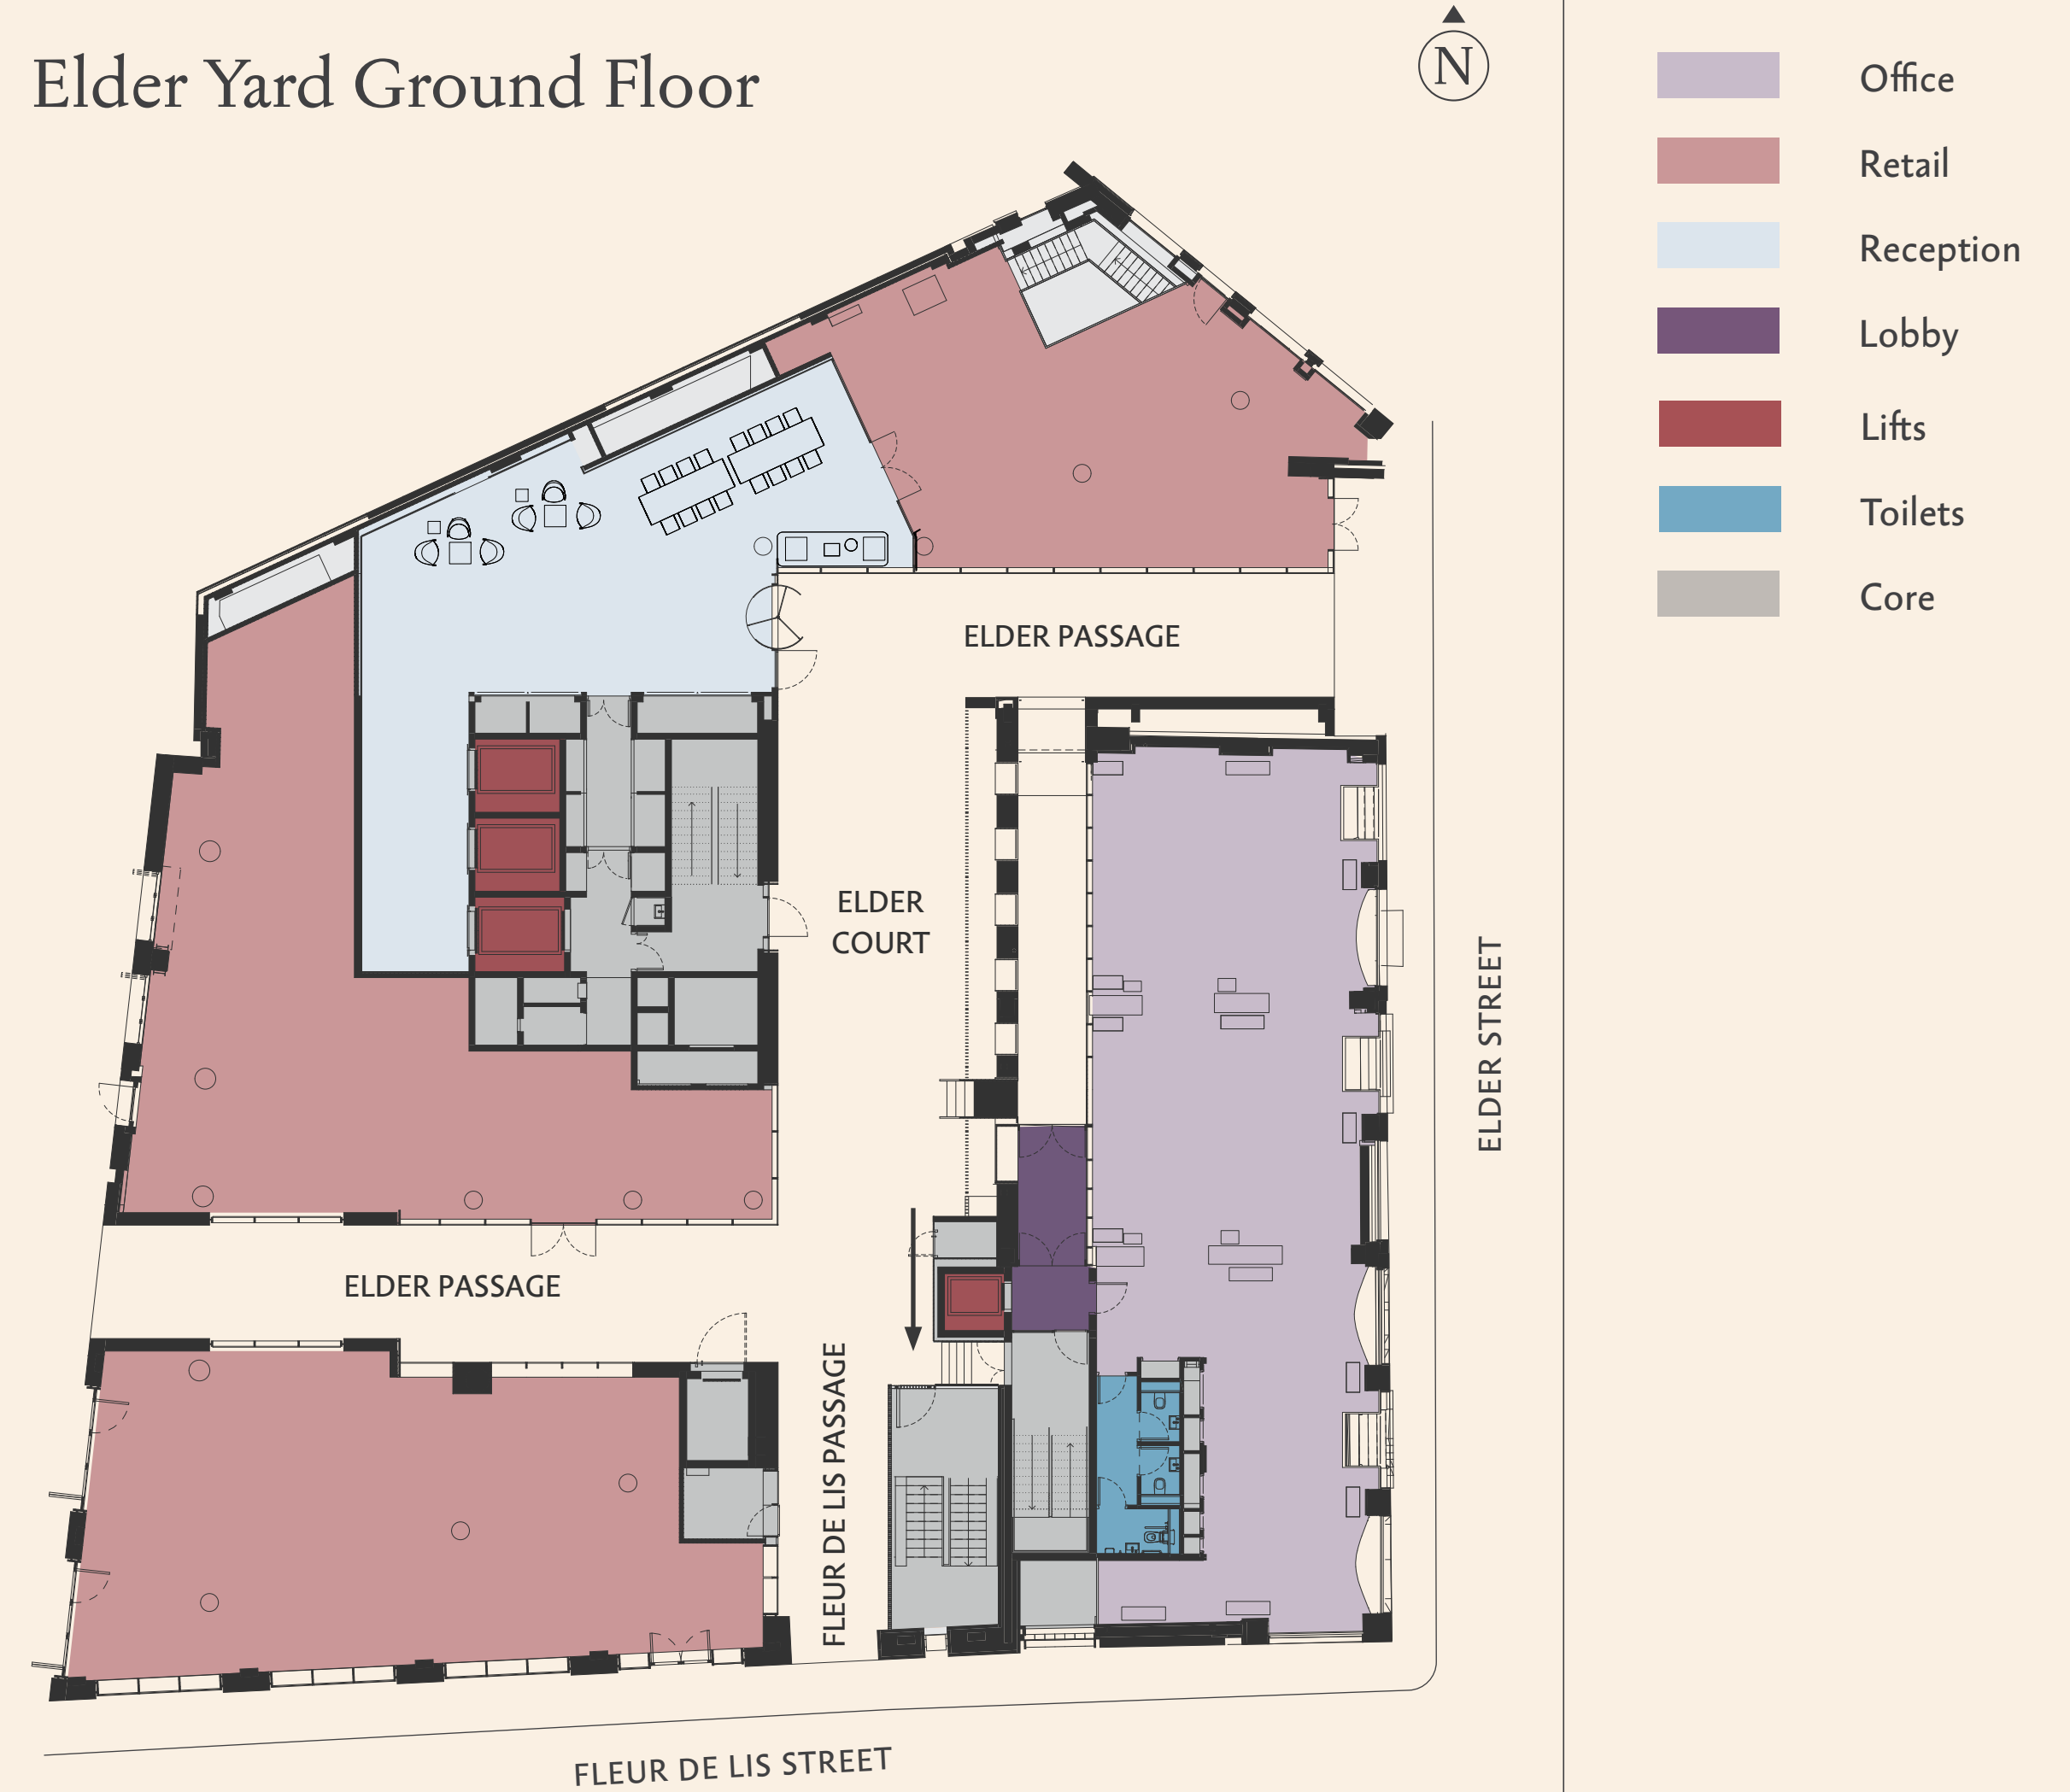 Elder Yard Ground Floor
N
Office
Retail
Reception
Lobby
Lifts
Toilets
Core
ELDER PASSAGE
ELDER
COURT
ELDER STREET
ELDER PASSAGE
FLEUR DE LIS PASSAGE
FLEUR DE LIS STREET